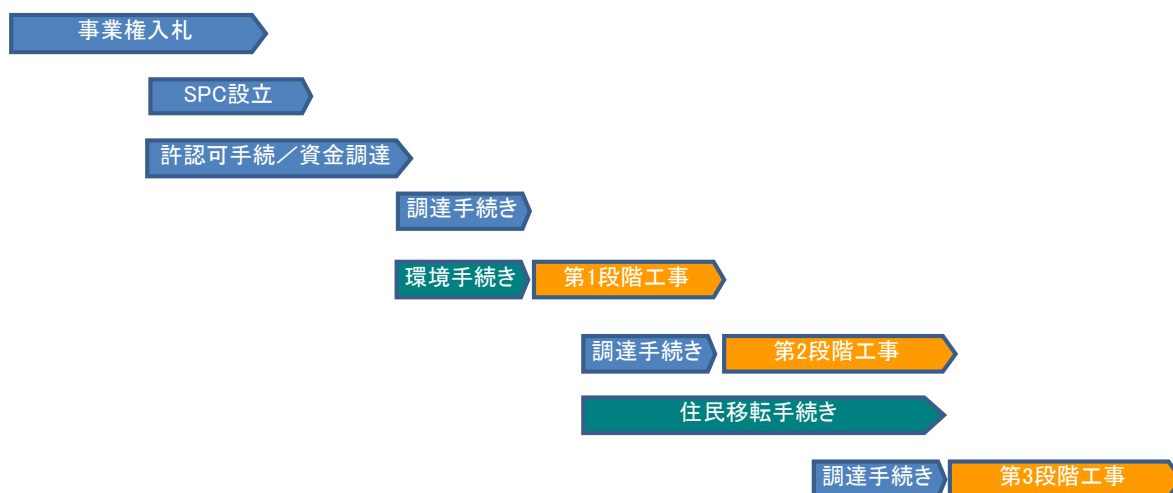 事業権入札
SPC設立
許認可手続／資金調達
調達手続き
環境手続き
第1段階工事
調達手続き
第2段階工事
住民移転手続き
調達手続き
第3段階工事